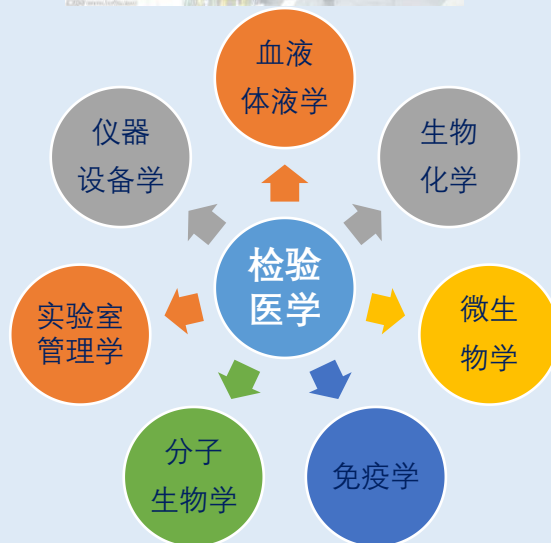 血液
体液学
仪器
设备学
生物
化学
检验
医学
实验室
管理学
微生
物学
分子
生物学
免疫学